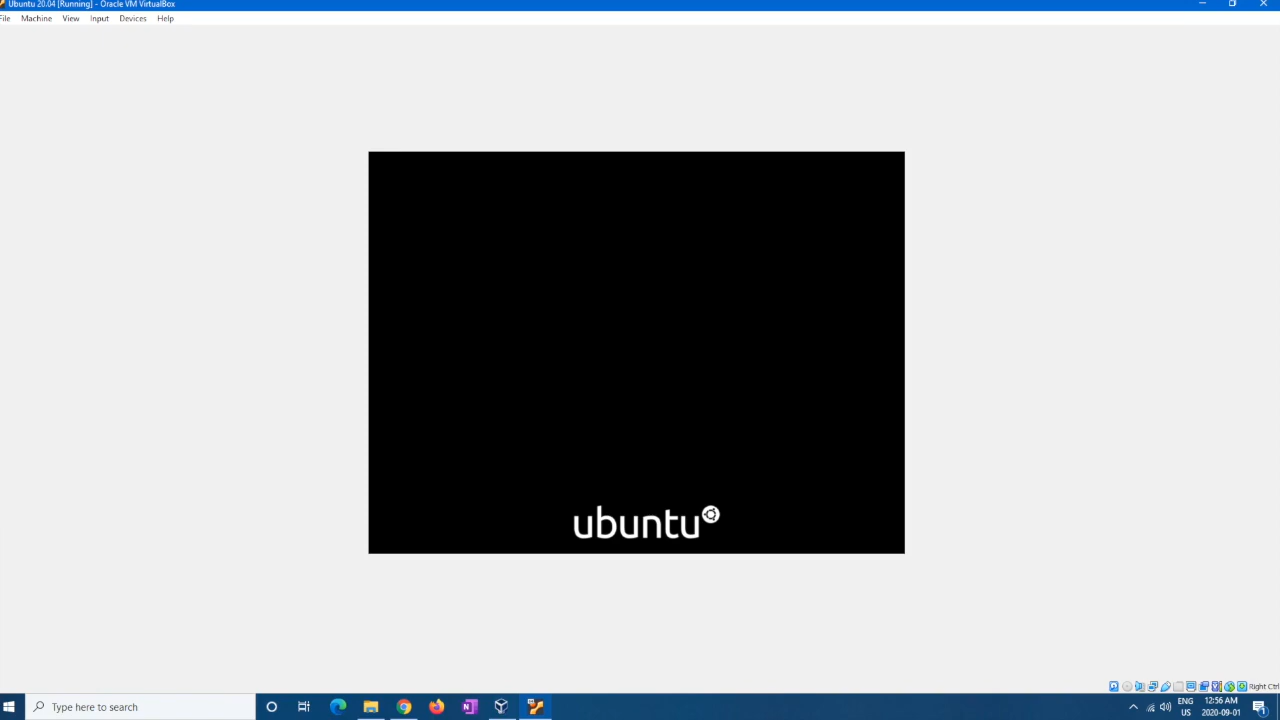 Ubuntu 20.04 [Running] - Oracle VM VirtualBox
File Machine View Input Devices Help
ubuntu
Right Ctrl
Type here to search
ENG
US
12:56 AM
2020-09-01
1